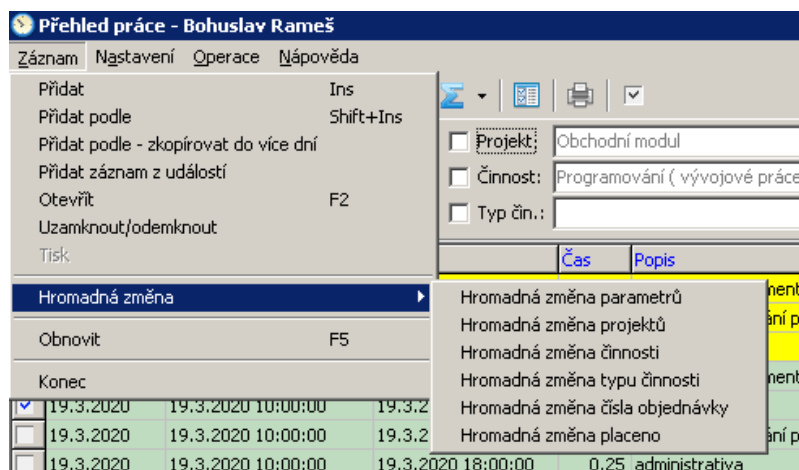 Přehled práce - Bohuslav Rameš
Záznam Nastavení Operace Nápověda
Přidat Ins
Přidat podle Shift+Ins
Přidat podle - zkopírovat do více dní
Přidat záznam z událostí
Otevřít F2
Uzamknout/odemknout
Tisk
Hromadná změna
Obnovit F5
Konec
Projekt:
Obchodní modul
Činnost:
Programování ( vývojové práce
Typ čin.:
Čas Popis
Hromadná změna parametrů
Hromadná změna projektů
Hromadná změna činnosti
Hromadná změna typu činnosti
Hromadná změna čísla objednávky
Hromadná změna placeno
19.3.2020 19.3.2020 10:00:00 19.3.2
19.3.2020 19.3.2020 10:00:00 19.3.2
19.3.2020 19.3.2020 10:00:00 19.3.2020 18:00:00 0.25 administrativa